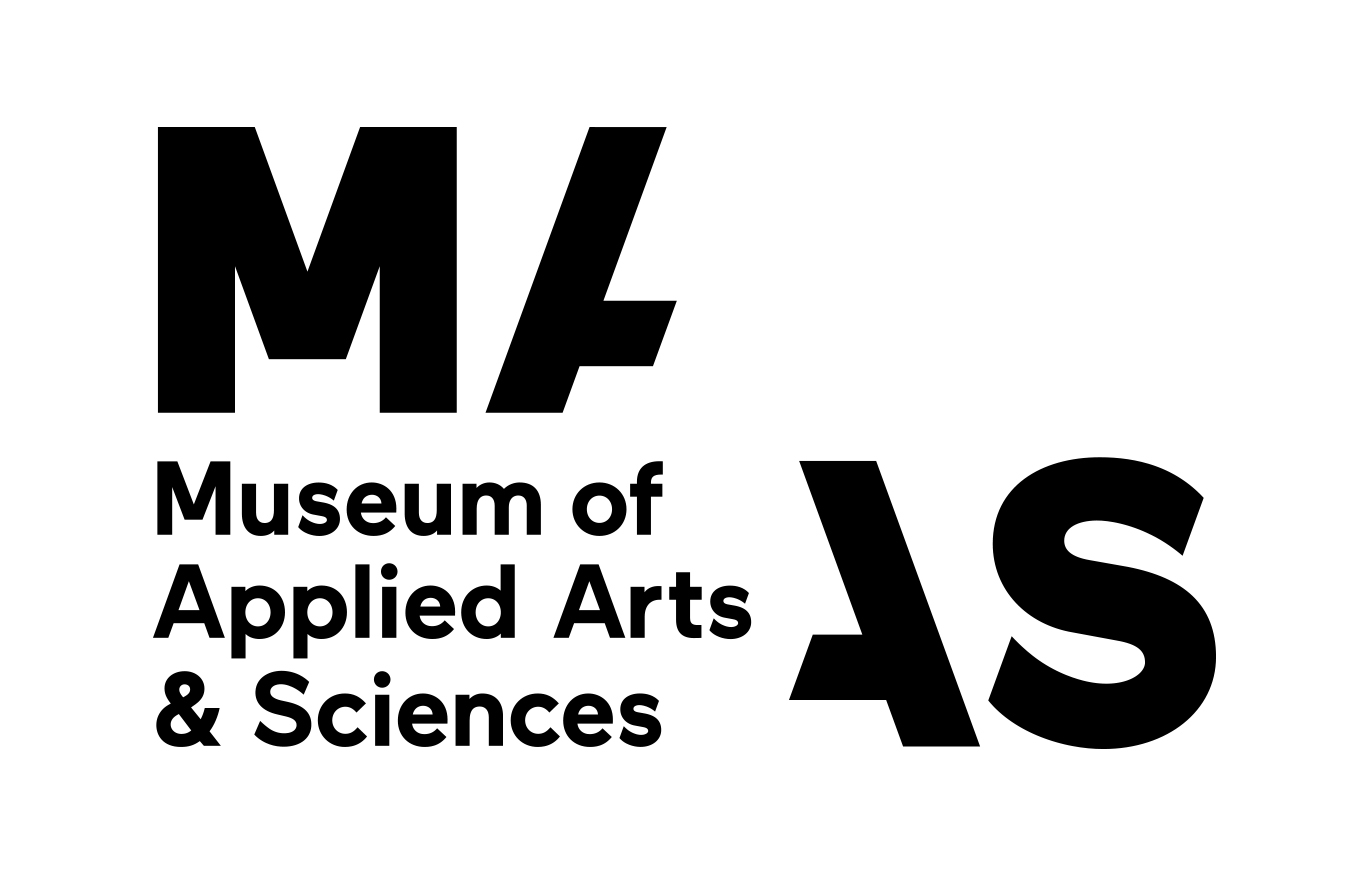 MA
Museum of
Applied Arts
& Sciences
AS